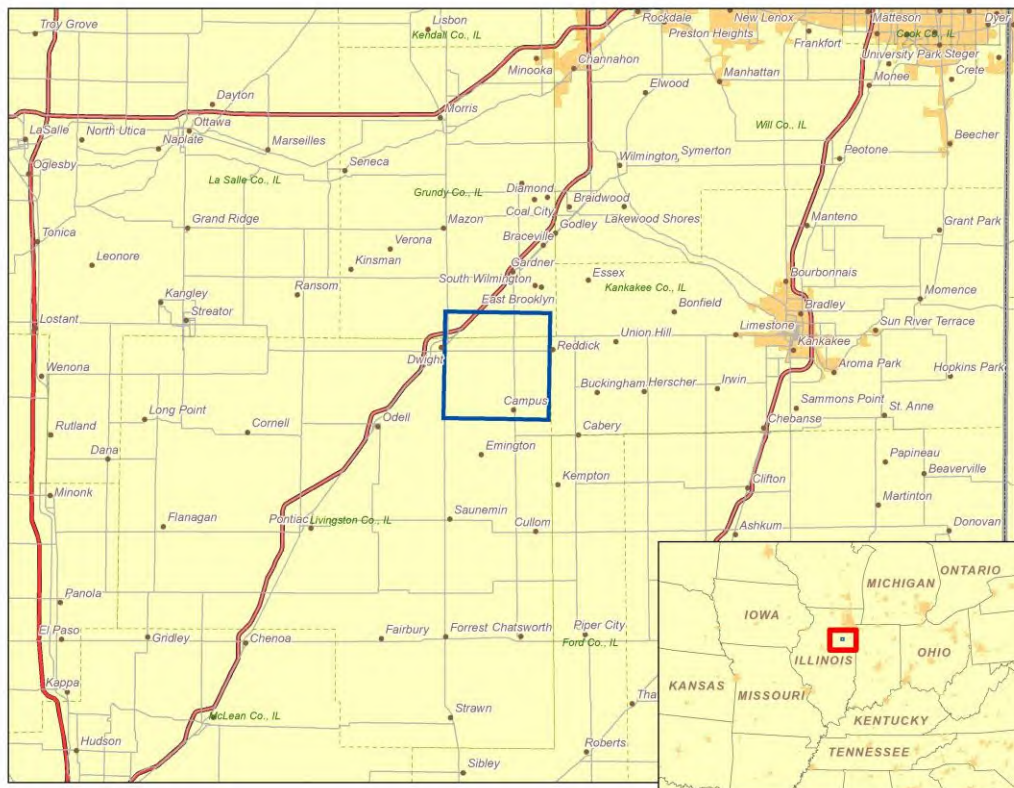 Troy Grove
Lisbon
Kendall Co., IL
Rockdale
New Lenox
Matteson
Dyer
Preston Heights
Frankfort
Cook Co., IL
Minooka
Channahon
University Park
Steger
Manhattan
Monee
Crete
Elwood
Dayton
Morris
LaSalle
North Utica
Ottawa
Naplate
Marseilles
Will Co., IL
Beecher
Oglesby
Seneca
Wilmington
Symerton
Peotone
La Salle Co., IL
Grundy Co., IL
Diamond
Coal City
Braidwood
Lakewood Shores
Grand Ridge
Mazon
Godley
Manteno
Grant Park
Tonica
Verona
Braceville
Leonore
Kinsman
Gardner
Essex
Bourbonnais
Kangley
Ransom
South Wilmington
Kankakee Co., IL
Momence
Streator
East Brooklyn
Bonfield
Bradley
Lostant
Union Hill
Limestone
Sun River Terrace
Dwight
Reddick
Kankakee
Wenona
Aroma Park
Hopkins Park
Buckingham
Herscher
Irwin
Long Point
Campus
Sammons Point
St. Anne
Rutland
Cornell
Odell
Cabery
Chebanse
Dana
Emington
Papineau
Beaverville
Minonk
Kempton
Clifton
Martinton
Flanagan
Pontiac
Livingston Co., IL
Saunemin
Cullom
Ashkum
Donovan
Panola
El Paso
Gridley
Chenoa
Fairbury
Forrest
Chatsworth
Piper City
Ford Co., IL
Kappa
McLean Co., IL
Strawn
Tha
Hudson
Sibley
Roberts
MICHIGAN
ONTARIO
IOWA
ILLINOIS
OHIO
KANSAS
MISSOURI
KENTUCKY
TENNESSEE